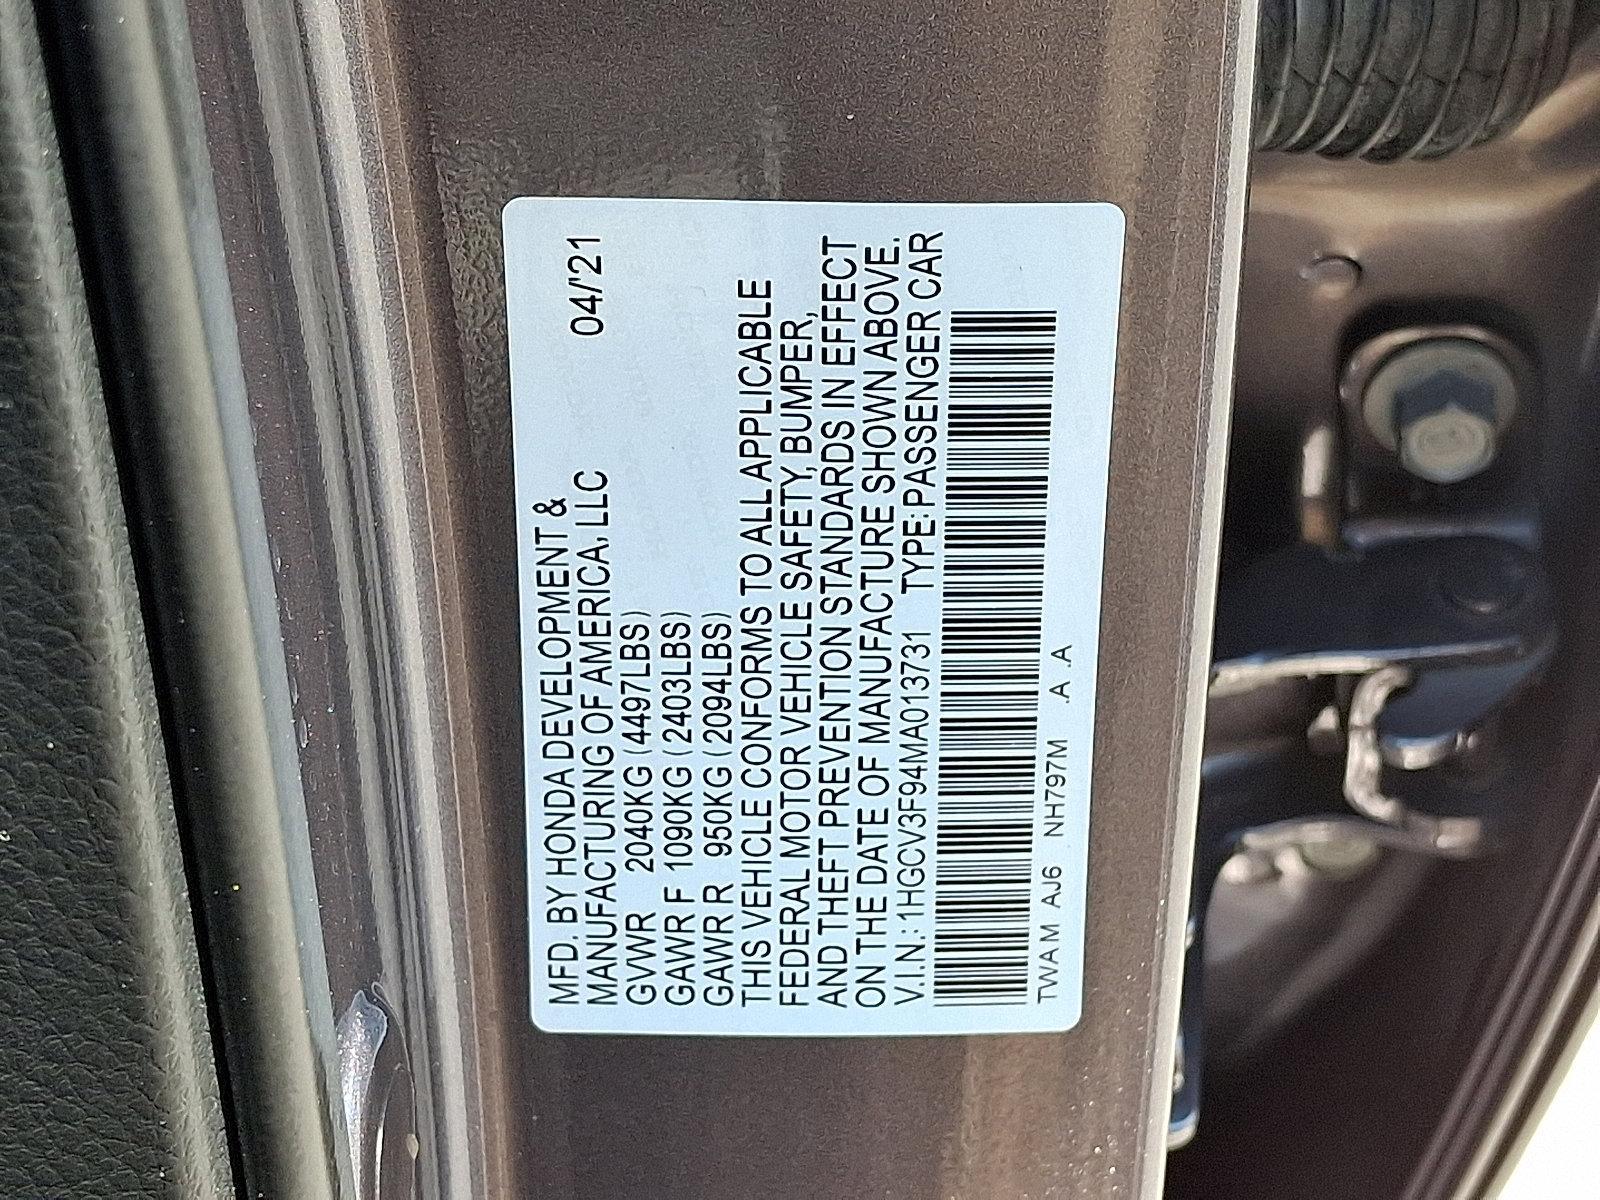 MFD. BY HONDA DEVELOPMENT &
MANUFACTURING OF AMERICA, LLC 04/'21
GVWR 2040KG (4497LBS)
GAWR F 1090KG (2403LBS)
GAWR R 950KG (2094LBS)
THIS VEHICLE CONFORMS TO ALL APPLICABLE
FEDERAL MOTOR VEHICLE SAFETY, BUMPER,
AND THEFT PREVENTION STANDARDS IN EFFECT
ON THE DATE OF MANUFACTURE SHOWN ABOVE.
V.I.N.: 1HGCV3F94MA013731 TYPE: PASSENGER CAR
TWAM AJ6 NH797M .A .A